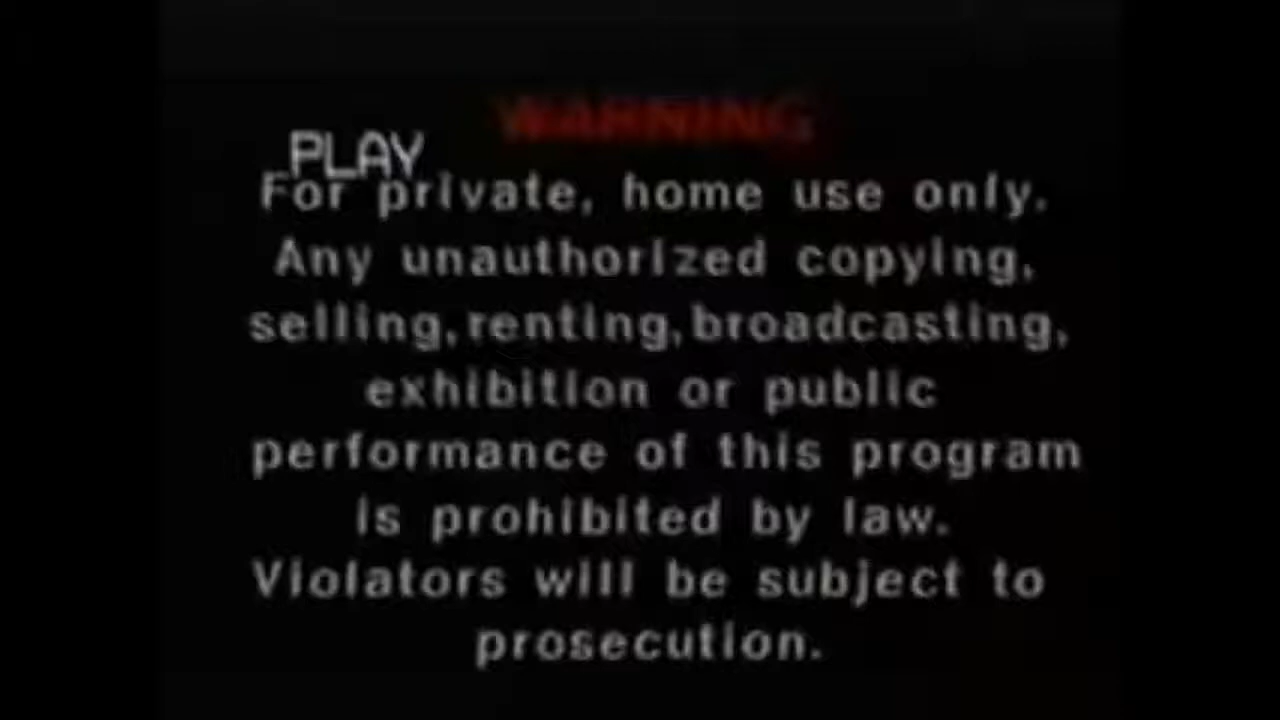 WARNING
PLAY
For private, home use only.
Any unauthorized copying,
selling, renting, broadcasting,
exhibition or public
performance of this program
is prohibited by law.
Violators will be subject to
prosecution.